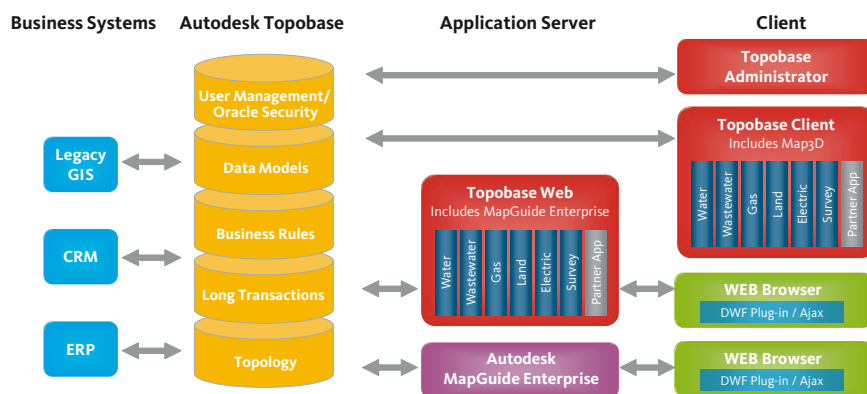 Business Systems
Autodesk Topobase
Application Server
Client
Legacy
GIS
CRM
ERP
User Management/
Oracle Security
Data Models
Business Rules
Long Transactions
Topology
Topobase Web
Includes MapGuide Enterprise
Water
Wastewater
Gas
Land
Electric
Survey
Partner App
Autodesk
MapGuide Enterprise
Topobase
Administrator
Topobase Client
Includes Map3D
Water
Wastewater
Gas
Land
Electric
Survey
Partner App
WEB Browser
DWF Plug-in / Ajax
WEB Browser
DWF Plug-in / Ajax